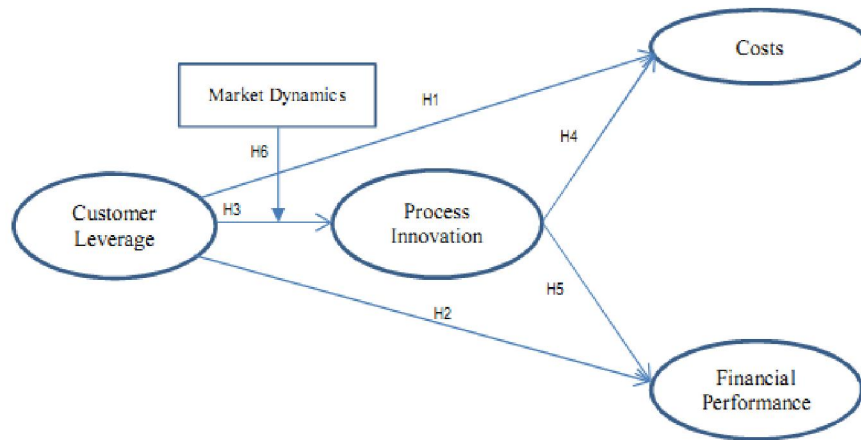 Costs
Market Dynamics
H1
H6
H4
Customer
Leverage
H3
Process
Innovation
H5
H2
Financial
Performance